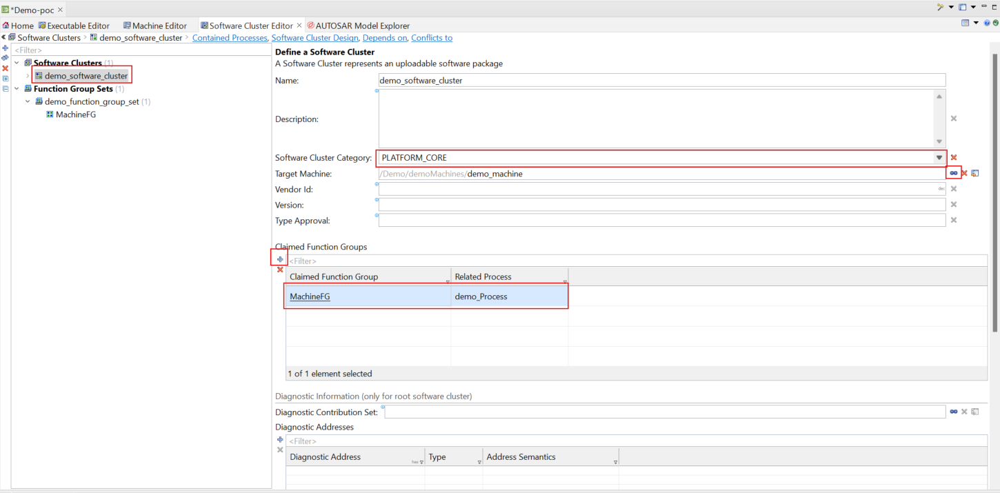 *Demo-poc
Home Executable Editor Machine Editor Software Cluster Editor AUTOSAR Model Explorer
Software Clusters > demo_software_cluster > Contained Processes, Software Cluster Design, Depends on, Conflicts to
<Filter>
Software Clusters (1)
demo_software_cluster
Function Group Sets (1)
demo_function_group_set (1)
MachineFG
Define a Software Cluster
A Software Cluster represents an uploadable software package
Name: demo_software_cluster
Description:
Software Cluster Category: PLATFORM_CORE
Target Machine: /Demo/demoMachines/demo_machine
Vendor Id: dec
Version:
Type Approval:
Claimed Function Groups
<Filter>
Claimed Function Group Related Process
MachineFG demo_Process
1 of 1 element selected
Diagnostic Information (only for root software cluster)
Diagnostic Contribution Set:
Diagnostic Addresses
<Filter>
Diagnostic Address hex Type Address Semantics